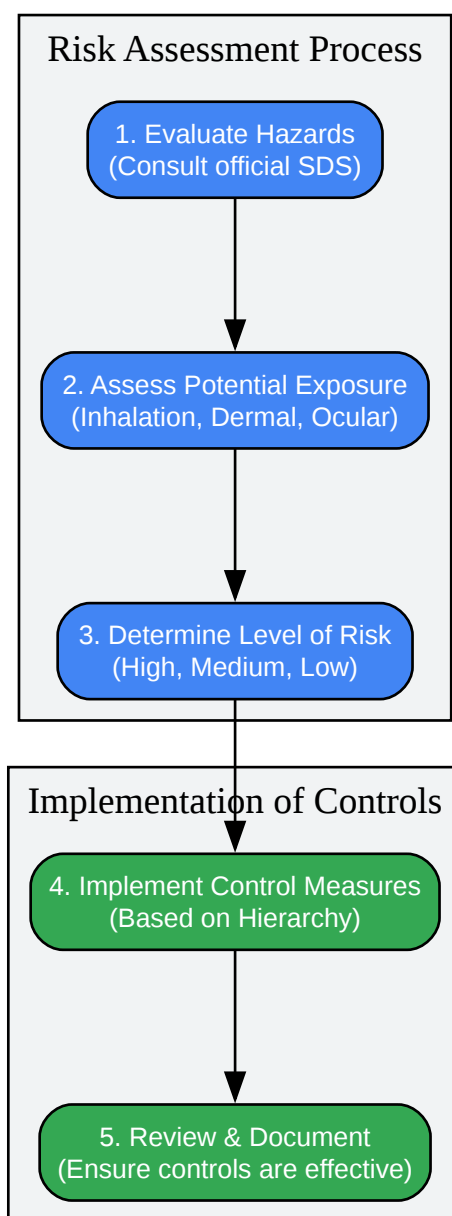 Risk Assessment Process
1. Evaluate Hazards
(Consult official SDS)
2. Assess Potential Exposure
(Inhalation, Dermal, Ocular)
3. Determine Level of Risk
(High, Medium, Low)
Implementation of Controls
4. Implement Control Measures
(Based on Hierarchy)
5. Review & Document
(Ensure controls are effective)